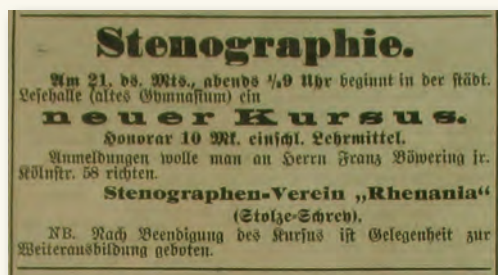 Stenographie.
Am 21. ds. Mts., abends ½9 Uhr beginnt in der städt.
Lesehalle (altes Gymnasium) ein
neuer Kursus.
Honorar 10 Mk. einschl. Lehrmittel.
Anmeldungen wolle man an Herrn Franz Böwering jr.
Kölnstr. 58 richten.
Stenographen-Verein „Rhenania“
(Stolze-Schrey).
NB. Nach Beendigung des Kursus ist Gelegenheit zur
Weiterausbildung geboten.